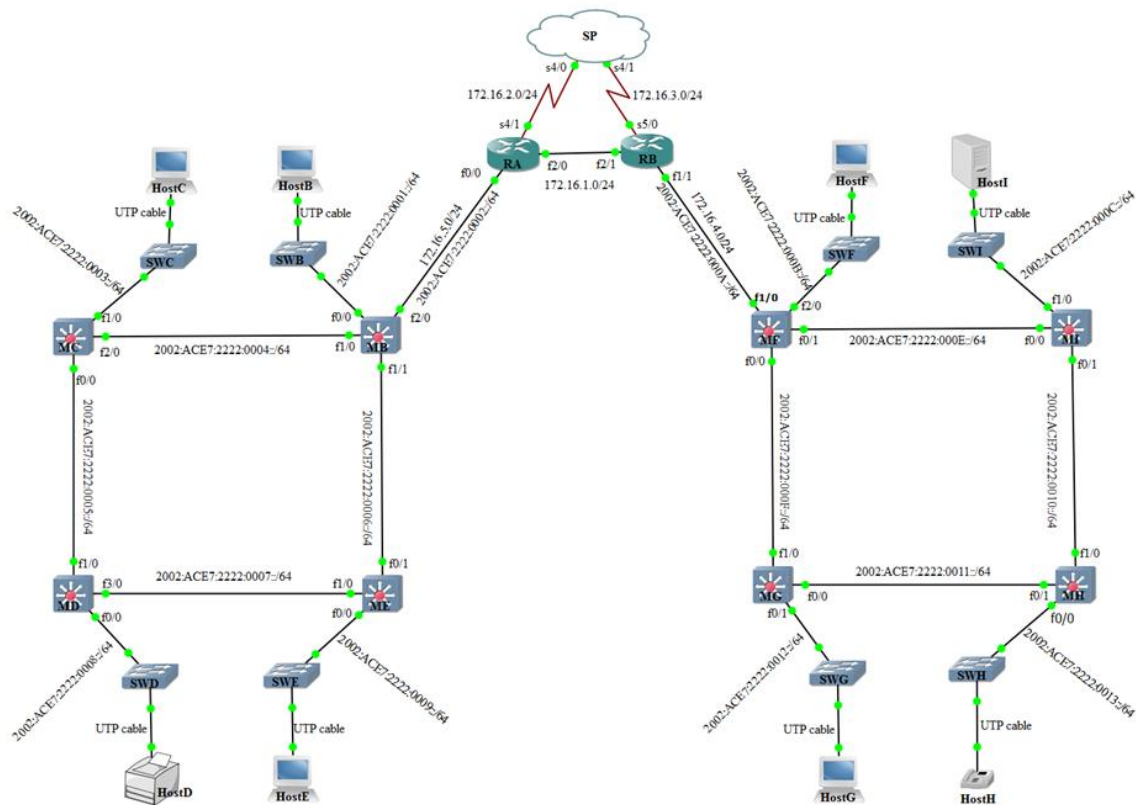 SP
s4/0
s4/1
172.16.2.0/24
172.16.3.0/24
s4/1
s5/0
RA
RB
f2/0
f2/1
f0/0
f1/1
172.16.1.0/24
HostC
HostB
HostF
HostI
UTP cable
UTP cable
UTP cable
UTP cable
SWC
SWB
SWF
SWI
2002:ACE7:2222:0003::/64
2002:ACE7:2222:0001::/64
172.16.5.0/24
2002:ACE7:2222:0002::/64
172.16.4.0/24
2002:ACE7:2222:000A::/64
2002:ACE7:2222:000B::/64
2002:ACE7:2222:000C::/64
f1/0
f0/0
f2/0
f1/0
f2/0
f1/0
MC
MB
MF
MI
f2/0
f1/0
f0/1
f0/0
2002:ACE7:2222:0004::/64
2002:ACE7:2222:000E::/64
f0/0
f1/1
f0/0
f0/1
2002:ACE7:2222:0005::/64
2002:ACE7:2222:0006::/64
2002:ACE7:2222:000F::/64
2002:ACE7:2222:0010::/64
f1/0
f0/1
f1/0
f1/0
2002:ACE7:2222:0007::/64
2002:ACE7:2222:0011::/64
f3/0
f1/0
f0/0
f0/1
MD
ME
MG
MH
f0/0
f0/0
f0/1
f0/0
2002:ACE7:2222:0008::/64
2002:ACE7:2222:0009::/64
2002:ACE7:2222:0012::/64
2002:ACE7:2222:0013::/64
SWD
SWE
SWG
SWH
UTP cable
UTP cable
UTP cable
UTP cable
HostD
HostE
HostG
HostH